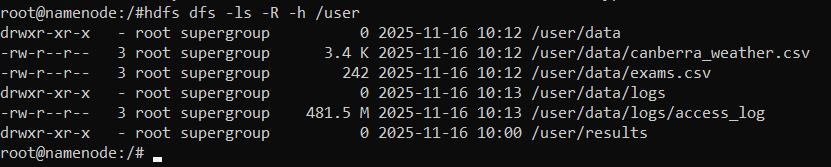 root@namenode:/#hdfs dfs -ls -R -h /user
drwxr-xr-x   - root supergroup          0 2025-11-16 10:12 /user/data
-rw-r--r--   3 root supergroup      3.4 K 2025-11-16 10:12 /user/data/canberra_weather.csv
-rw-r--r--   3 root supergroup        242 2025-11-16 10:12 /user/data/exams.csv
drwxr-xr-x   - root supergroup          0 2025-11-16 10:13 /user/data/logs
-rw-r--r--   3 root supergroup    481.5 M 2025-11-16 10:13 /user/data/logs/access_log
drwxr-xr-x   - root supergroup          0 2025-11-16 10:00 /user/results
root@namenode:/#